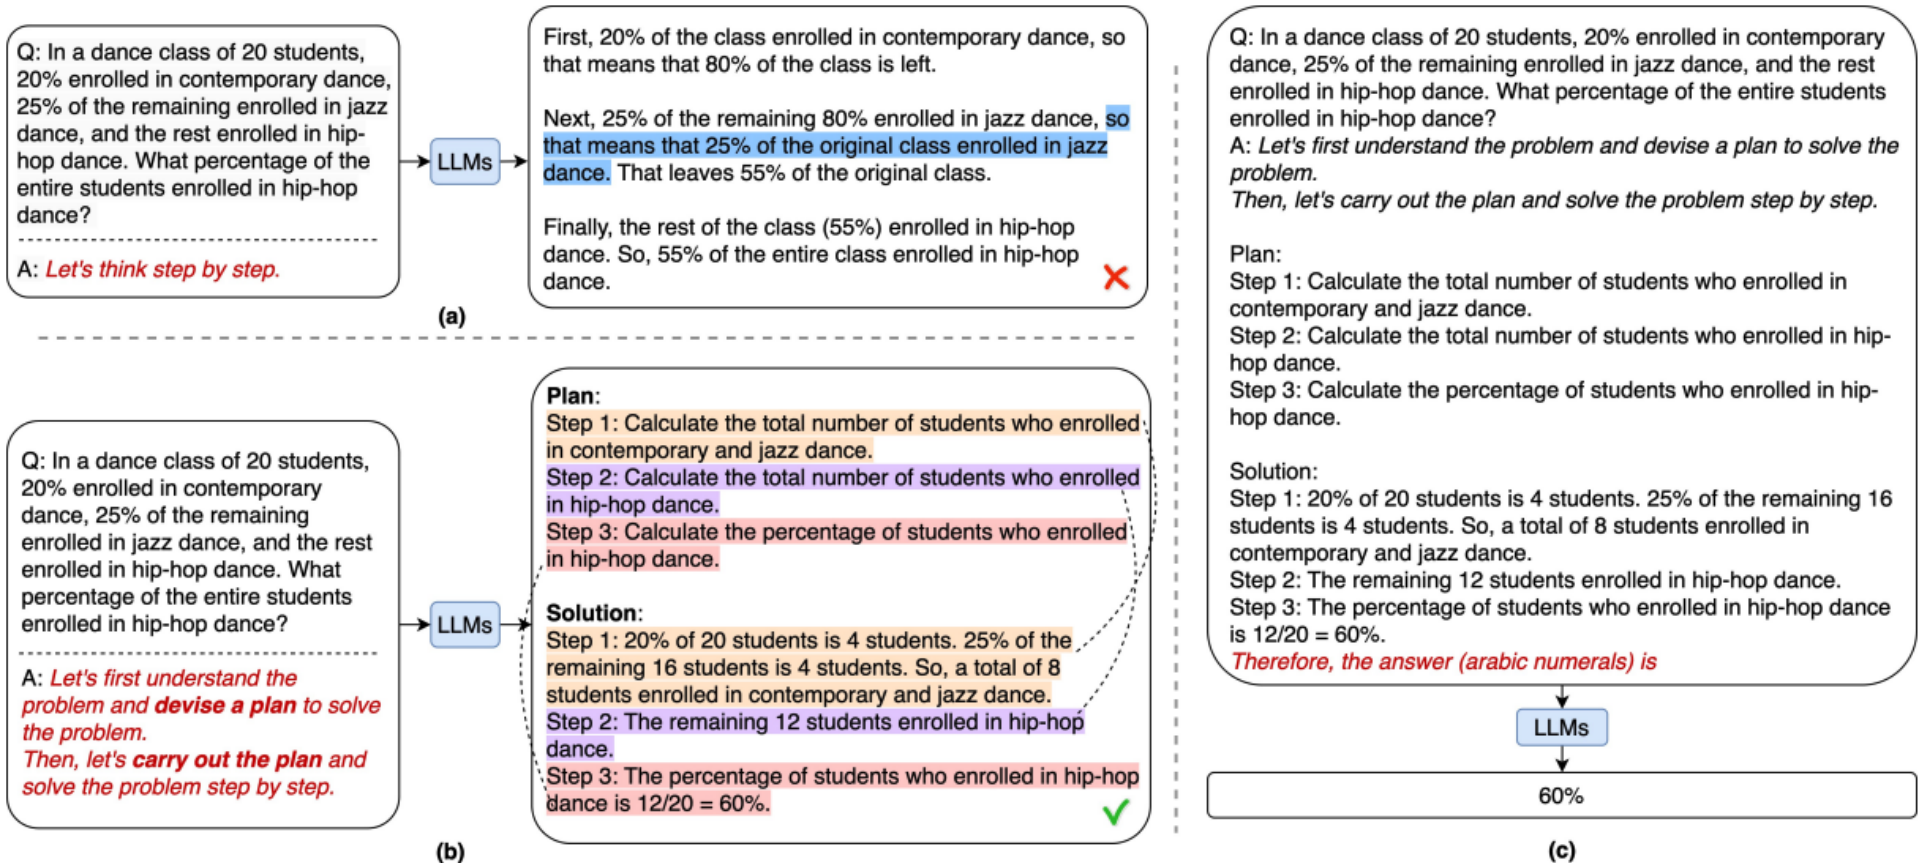 Q: In a dance class of 20 students,
20% enrolled in contemporary dance,
25% of the remaining enrolled in jazz
dance, and the rest enrolled in hip-
hop dance. What percentage of the
entire students enrolled in hip-hop
dance?
A: Let's think step by step.
LLMs
First, 20% of the class enrolled in contemporary dance, so
that means that 80% of the class is left.
Next, 25% of the remaining 80% enrolled in jazz dance, so
that means that 25% of the original class enrolled in jazz
dance. That leaves 55% of the original class.
Finally, the rest of the class (55%) enrolled in hip-hop
dance. So, 55% of the entire class enrolled in hip-hop
dance.
(a)
Q: In a dance class of 20 students,
20% enrolled in contemporary
dance, 25% of the remaining
enrolled in jazz dance, and the rest
enrolled in hip-hop dance. What
percentage of the entire students
enrolled in hip-hop dance?
A: Let's first understand the
problem and devise a plan to solve
the problem.
Then, let's carry out the plan and
solve the problem step by step.
LLMs
Plan:
Step 1: Calculate the total number of students who enrolled
in contemporary and jazz dance.
Step 2: Calculate the total number of students who enrolled
in hip-hop dance.
Step 3: Calculate the percentage of students who enrolled
in hip-hop dance.
Solution:
Step 1: 20% of 20 students is 4 students. 25% of the
remaining 16 students is 4 students. So, a total of 8
students enrolled in contemporary and jazz dance.
Step 2: The remaining 12 students enrolled in hip-hop
dance.
Step 3: The percentage of students who enrolled in hip-hop
dance is 12/20 = 60%.
(b)
Q: In a dance class of 20 students, 20% enrolled in contemporary
dance, 25% of the remaining enrolled in jazz dance, and the rest
enrolled in hip-hop dance. What percentage of the entire students
enrolled in hip-hop dance?
A: Let's first understand the problem and devise a plan to solve the
problem.
Then, let's carry out the plan and solve the problem step by step.
Plan:
Step 1: Calculate the total number of students who enrolled in
contemporary and jazz dance.
Step 2: Calculate the total number of students who enrolled in hip-
hop dance.
Step 3: Calculate the percentage of students who enrolled in hip-
hop dance.
Solution:
Step 1: 20% of 20 students is 4 students. 25% of the remaining 16
students is 4 students. So, a total of 8 students enrolled in
contemporary and jazz dance.
Step 2: The remaining 12 students enrolled in hip-hop dance.
Step 3: The percentage of students who enrolled in hip-hop dance
is 12/20 = 60%.
Therefore, the answer (arabic numerals) is
LLMs
60%
(c)